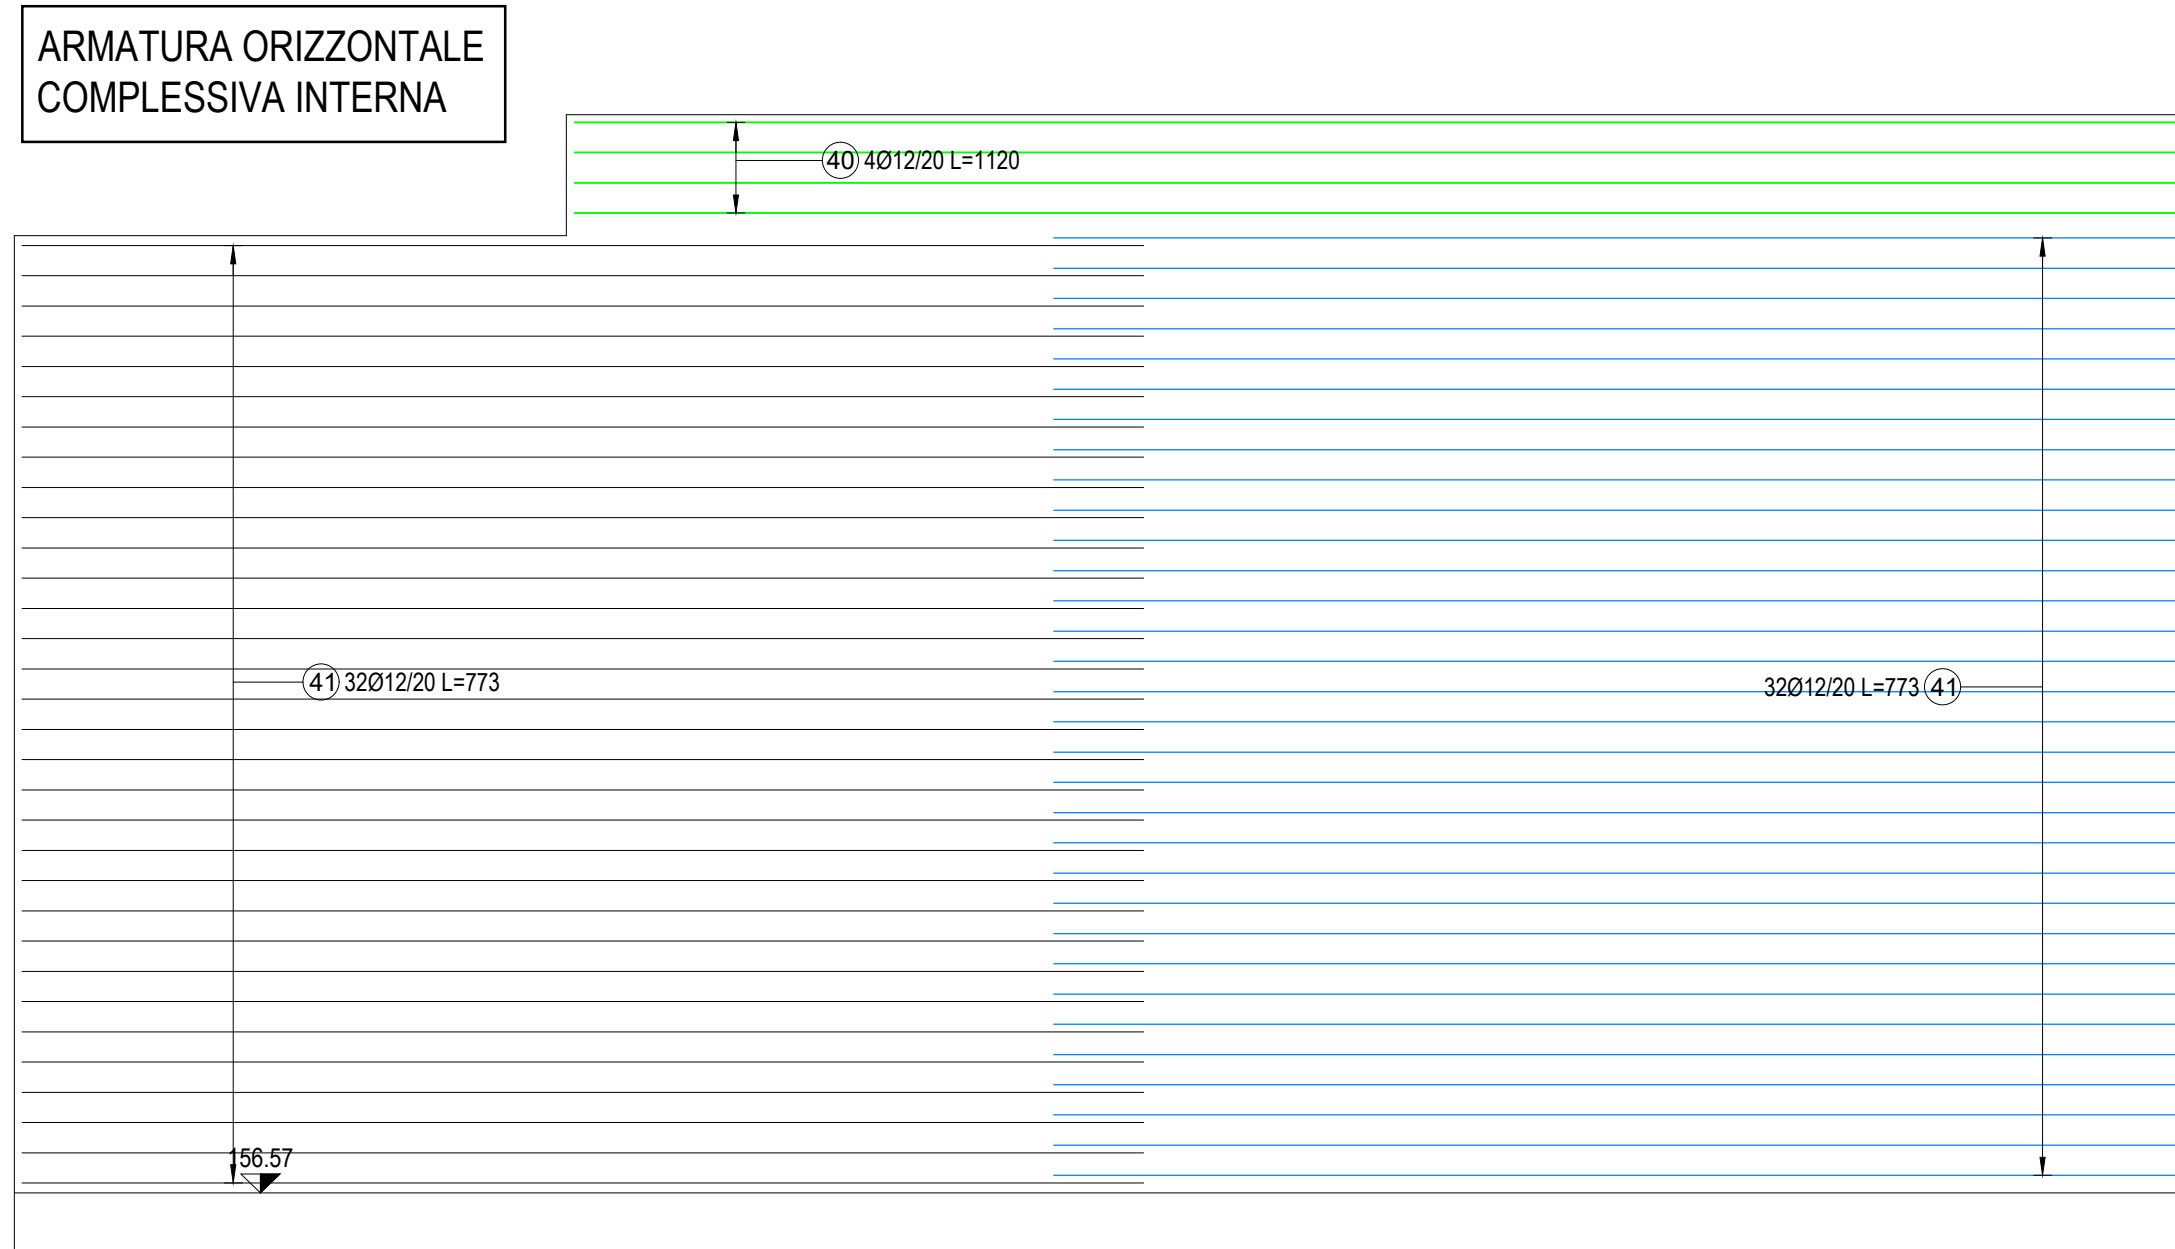 ARMATURA ORIZZONTALE
COMPLESSIVA INTERNA
40 4Ø12/20 L=1120
41 32Ø12/20 L=773
32Ø12/20 L=773 41
156.57